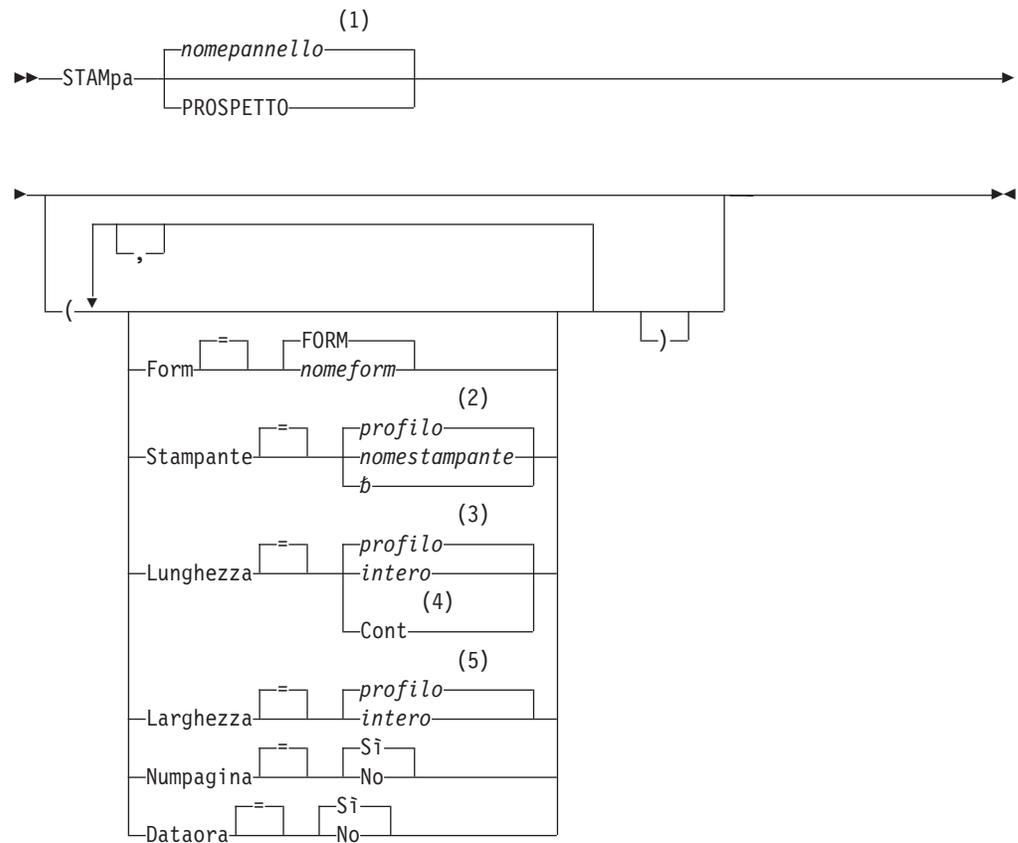 (1)
nomepannello
STAMpa
PROSPETTO
,
(
)
= FORM
Form nomeform
(2)
= profilo
Stampante nomestampante
ƀ
(3)
= profilo
Lunghezza intero
(4)
Cont
(5)
= profilo
Larghezza intero
= Sì
Numpagina No
= Sì
Dataora No